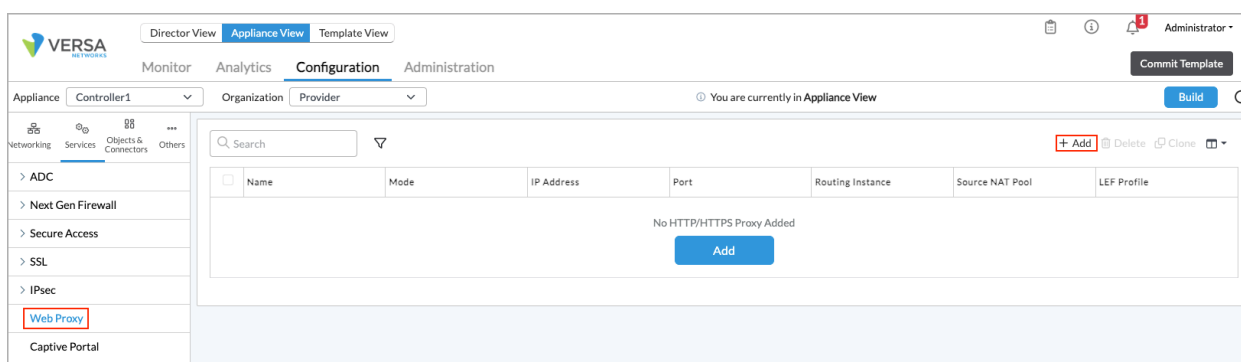 VERSA
NETWORKS
Director View Appliance View Template View
1
Administrator
Monitor Analytics Configuration Administration
Commit Template
Appliance Controller1 Organization Provider You are currently in Appliance View Build
Networking Services Objects & Connectors Others
Search
+ Add Delete Clone
> ADC
Name Mode IP Address Port Routing Instance Source NAT Pool LEF Profile
> Next Gen Firewall
No HTTP/HTTPS Proxy Added
> Secure Access
Add
> SSL
> IPsec
Web Proxy
Captive Portal